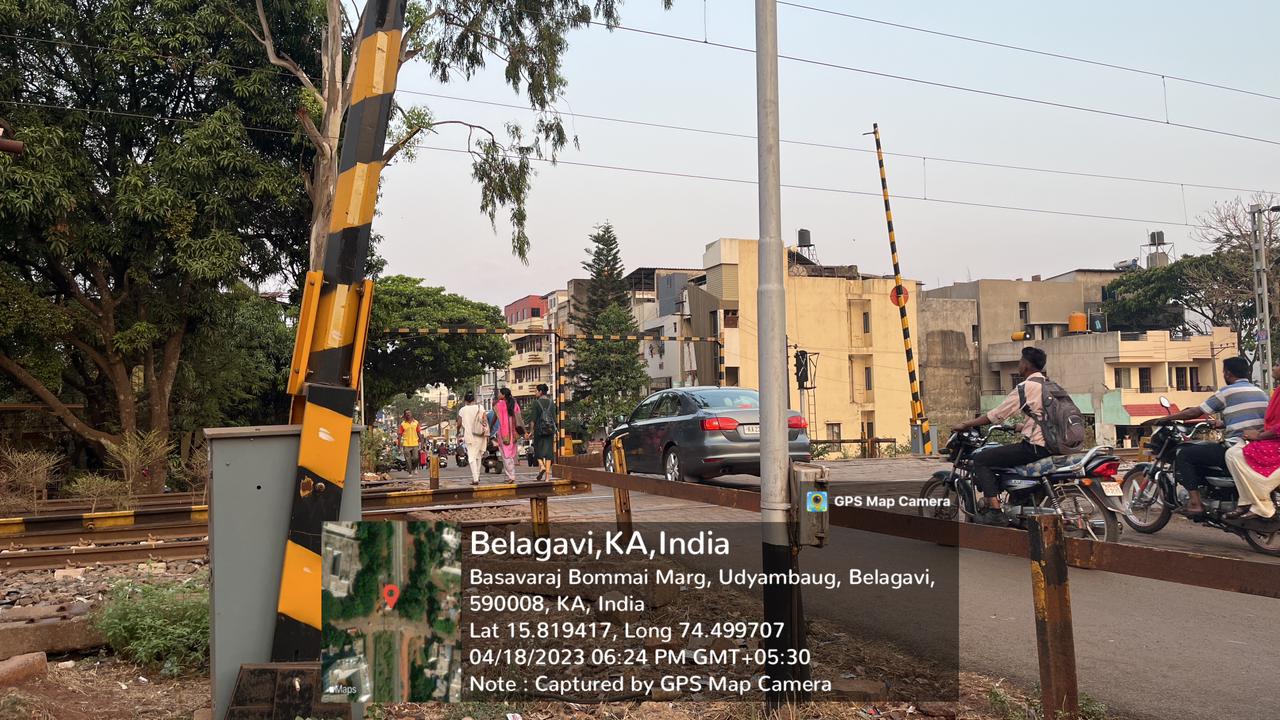 GPS Map Camera
Belagavi,KA,India
Basavaraj Bommai Marg, Udyambaug, Belagavi,
590008, KA, India
Lat 15.819417, Long 74.499707
04/18/2023 06:24 PM GMT+05:30
Note : Captured by GPS Map Camera
Maps